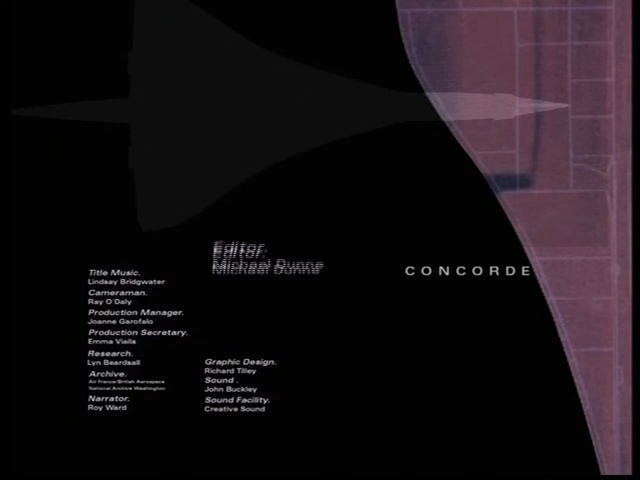 Editor.
Michael Dunne
CONCORDE
Title Music.
Lindsay Bridgwater
Cameraman.
Ray O'Daly
Production Manager.
Joanne Garofalo
Production Secretary.
Emma Vialls
Research.
Lyn Beardsall
Archive.
Air France/British Aerospace
National Archive Washington
Narrator.
Roy Ward
Graphic Design.
Richard Tilley
Sound .
John Buckley
Sound Facility.
Creative Sound